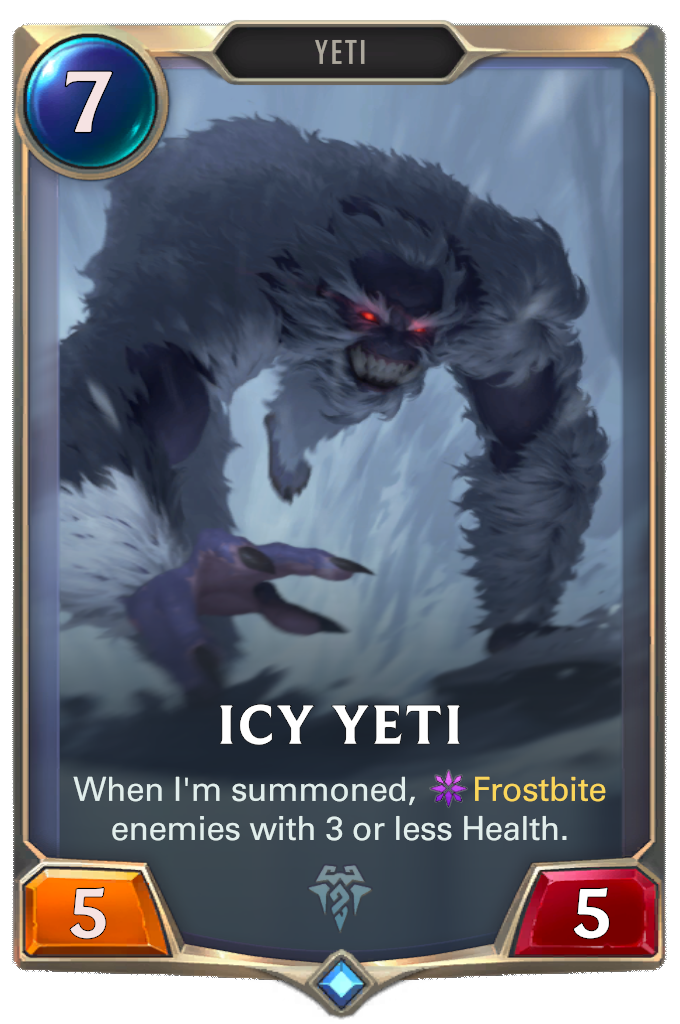 YETI
7
ICY YETI
When I'm summoned, Frostbite
enemies with 3 or less Health.
5
5